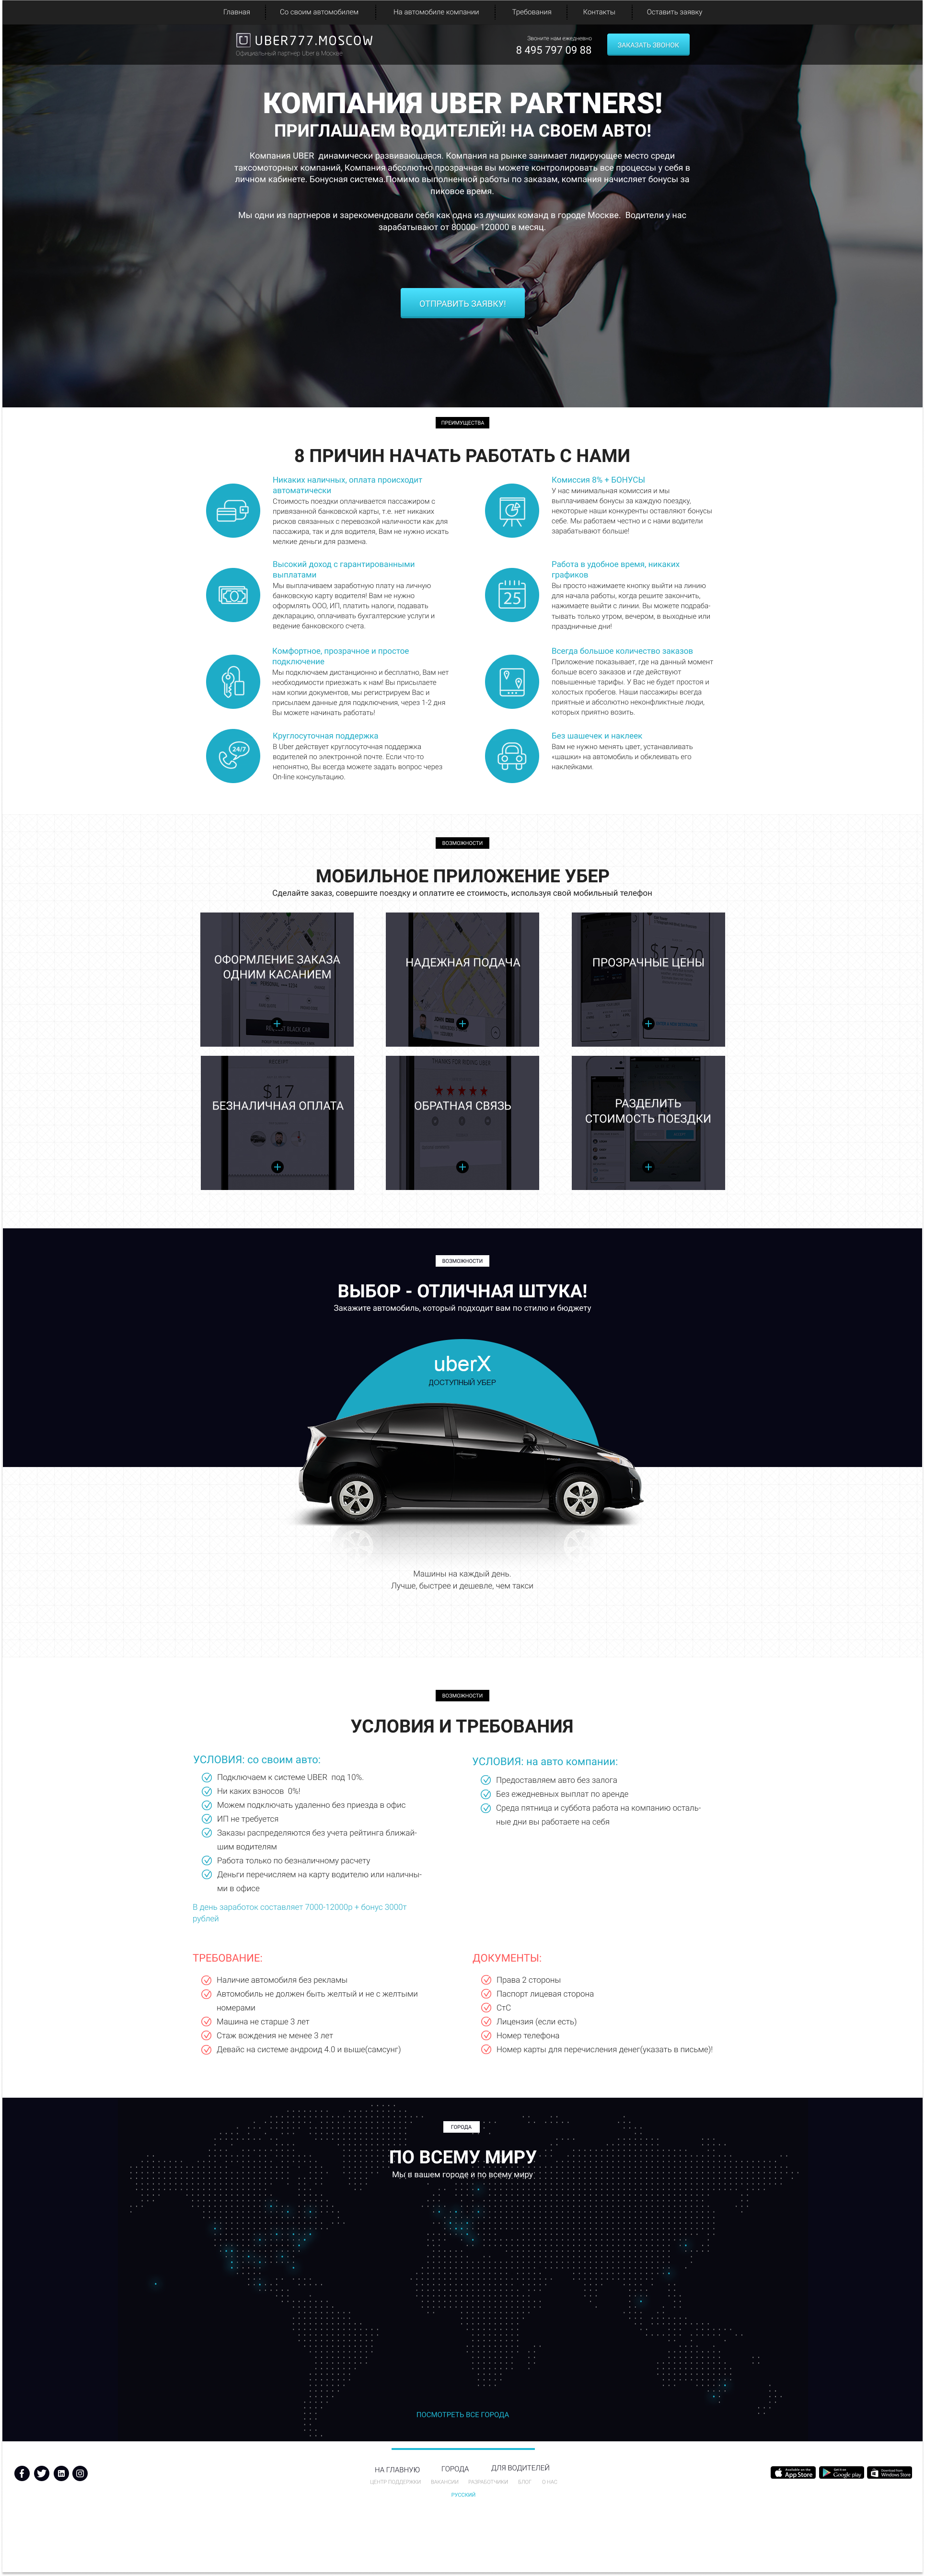 Главная
Со своим автомобилем
На автомобиле компании
Требования
Контакты
Оставить заявку
UBER777.MOSCOW
Официальный партнер Uber в Москве
Звоните нам ежедневно
8 495 797 09 88
ЗАКАЗАТЬ ЗВОНОК
КОМПАНИЯ UBER PARTNERS!
ПРИГЛАШАЕМ ВОДИТЕЛЕЙ! НА СВОЕМ АВТО!
Компания UBER динамически развивающаяся. Компания на рынке занимает лидирующее место среди
таксомоторных компаний, Компания абсолютно прозрачная вы можете контролировать все процессы у себя в
личном кабинете. Бонусная система.Помимо выполненной работы по заказам, компания начисляет бонусы за
пиковое время.
Мы одни из партнеров и зарекомендовали себя как одна из лучших команд в городе Москве. Водители у нас
зарабатывают от 80000- 120000 в месяц.
ОТПРАВИТЬ ЗАЯВКУ!
ПРЕИМУЩЕСТВА
8 ПРИЧИН НАЧАТЬ РАБОТАТЬ С НАМИ
Никаких наличных, оплата происходит
автоматически
Стоимость поездки оплачивается пассажиром с
привязанной банковской карты, т.е. нет никаких
рисков связанных с перевозкой наличности как для
пассажира, так и для водителя, Вам не нужно искать
мелкие деньги для размена.
Комиссия 8% + БОНУСЫ
У нас минимальная комиссия и мы
выплачиваем бонусы за каждую поездку,
некоторые наши конкуренты оставляют бонусы
себе. Мы работаем честно и с нами водители
зарабатывают больше!
Высокий доход с гарантированными
выплатами
Мы выплачиваем заработную плату на личную
банковскую карту водителя! Вам не нужно
оформлять ООО, ИП, платить налоги, подавать
декларацию, оплачивать бухгалтерские услуги и
ведение банковского счета.
25
Работа в удобное время, никаких
графиков
Вы просто нажимаете кнопку выйти на линию
для начала работы, когда решите закончить,
нажимаете выйти с линии. Вы можете подраба-
тывать только утром, вечером, в выходные или
праздничные дни!
Комфортное, прозрачное и простое
подключение
Мы подключаем дистанционно и бесплатно, Вам нет
необходимости приезжать к нам! Вы присылаете
нам копии документов, мы регистрируем Вас и
присылаем данные для подключения, через 1-2 дня
Вы можете начинать работать!
Всегда большое количество заказов
Приложение показывает, где на данный момент
больше всего заказов и где действуют
повышенные тарифы. У Вас не будет простоя и
холостых пробегов. Наши пассажиры всегда
приятные и абсолютно неконфликтные люди,
которых приятно возить.
24/7
Круглосуточная поддержка
В Uber действует круглосуточная поддержка
водителей по электронной почте. Если что-то
непонятно, Вы всегда можете задать вопрос через
On-line консультацию.
Без шашечек и наклеек
Вам не нужно менять цвет, устанавливать
«шашки» на автомобиль и обклеивать его
наклейками.
ВОЗМОЖНОСТИ
МОБИЛЬНОЕ ПРИЛОЖЕНИЕ УБЕР
Сделайте заказ, совершите поездку и оплатите ее стоимость, используя свой мобильный телефон
ОФОРМЛЕНИЕ ЗАКАЗА
ОДНИМ КАСАНИЕМ
НАДЕЖНАЯ ПОДАЧА
ПРОЗРАЧНЫЕ ЦЕНЫ
$17
БЕЗНАЛИЧНАЯ ОПЛАТА
ОБРАТНАЯ СВЯЗЬ
РАЗДЕЛИТЬ
СТОИМОСТЬ ПОЕЗДКИ
ВОЗМОЖНОСТИ
ВЫБОР - ОТЛИЧНАЯ ШТУКА!
Закажите автомобиль, который подходит вам по стилю и бюджету
uberX
ДОСТУПНЫЙ УБЕР
Машины на каждый день.
Лучше, быстрее и дешевле, чем такси
ВОЗМОЖНОСТИ
УСЛОВИЯ И ТРЕБОВАНИЯ
УСЛОВИЯ: со своим авто:
Подключаем к системе UBER под 10%.
Ни каких взносов 0%!
Можем подключать удаленно без приезда в офис
ИП не требуется
Заказы распределяются без учета рейтинга ближай-
шим водителям
Работа только по безналичному расчету
Деньги перечисляем на карту водителю или наличны-
ми в офисе
В день заработок составляет 7000-12000р + бонус 3000т
рублей
УСЛОВИЯ: на авто компании:
Предоставляем авто без залога
Без ежедневных выплат по аренде
Среда пятница и суббота работа на компанию осталь-
ные дни вы работаете на себя
ТРЕБОВАНИЕ:
Наличие автомобиля без рекламы
Автомобиль не должен быть желтый и не с желтыми
номерами
Машина не старше 3 лет
Стаж вождения не менее 3 лет
Девайс на системе андроид 4.0 и выше(самсунг)
ДОКУМЕНТЫ:
Права 2 стороны
Паспорт лицевая сторона
СтС
Лицензия (если есть)
Номер телефона
Номер карты для перечисления денег(указать в письме)!
ГОРОДА
ПО ВСЕМУ МИРУ
Мы в вашем городе и по всему миру
ПОСМОТРЕТЬ ВСЕ ГОРОДА
НА ГЛАВНУЮ
ГОРОДА
ДЛЯ ВОДИТЕЛЕЙ
ЦЕНТР ПОДДЕРЖКИ
ВАКАНСИИ
РАЗРАБОТЧИКИ
БЛОГ
О НАС
РУССКИЙ
App Store
Google play
Windows Store